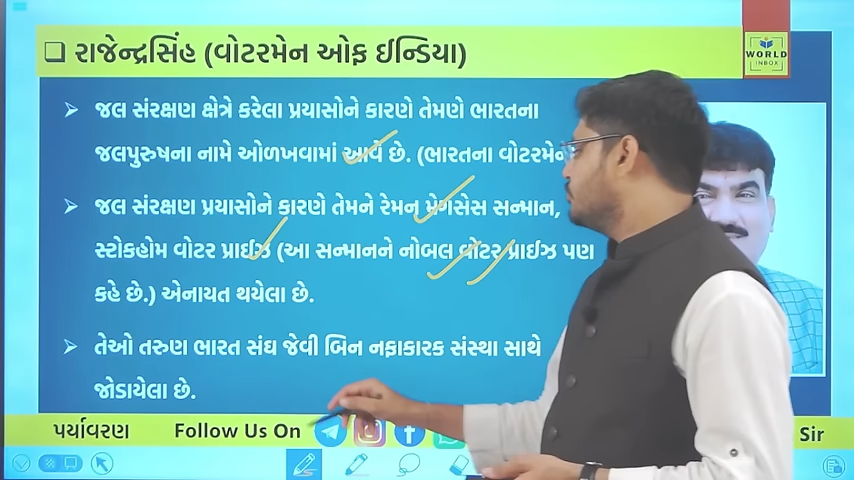 ❑ રાજેન્દ્રસિંહ (વોટરમેન ઓફ ઈન્ડિયા)
WORLD
INBOX
➤ જલ સંરક્ષણ ક્ષેત્રે કરેલા પ્રયાસોને કારણે તેમણે ભારતના
જલપુરુષના નામે ઓળખવામાં આવે છે. (ભારતના વોટરમેન
➤ જલ સંરક્ષણ પ્રયાસોને કારણે તેમને રેમન મેગસેસ સન્માન,
સ્ટોકહોમ વોટર પ્રાઈઝ (આ સન્માનને નોબલ વોટર પ્રાઈઝ પણ
કહે છે.) એનાયત થયેલા છે.
➤ તેઓ તરુણ ભારત સંઘ જેવી બિન નફાકારક સંસ્થા સાથે
જોડાયેલા છે.
પર્યાવરણ Follow Us On Sir